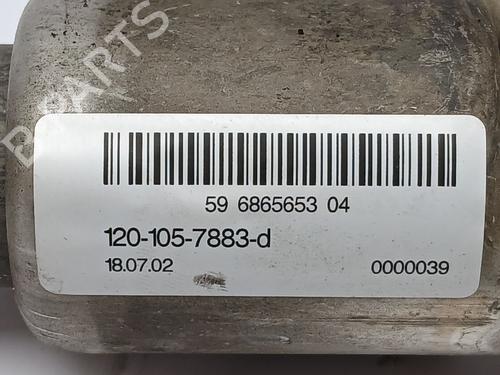 B-PARTS
59 6865653 04
120-105-7883-d
18.07.02 0000039